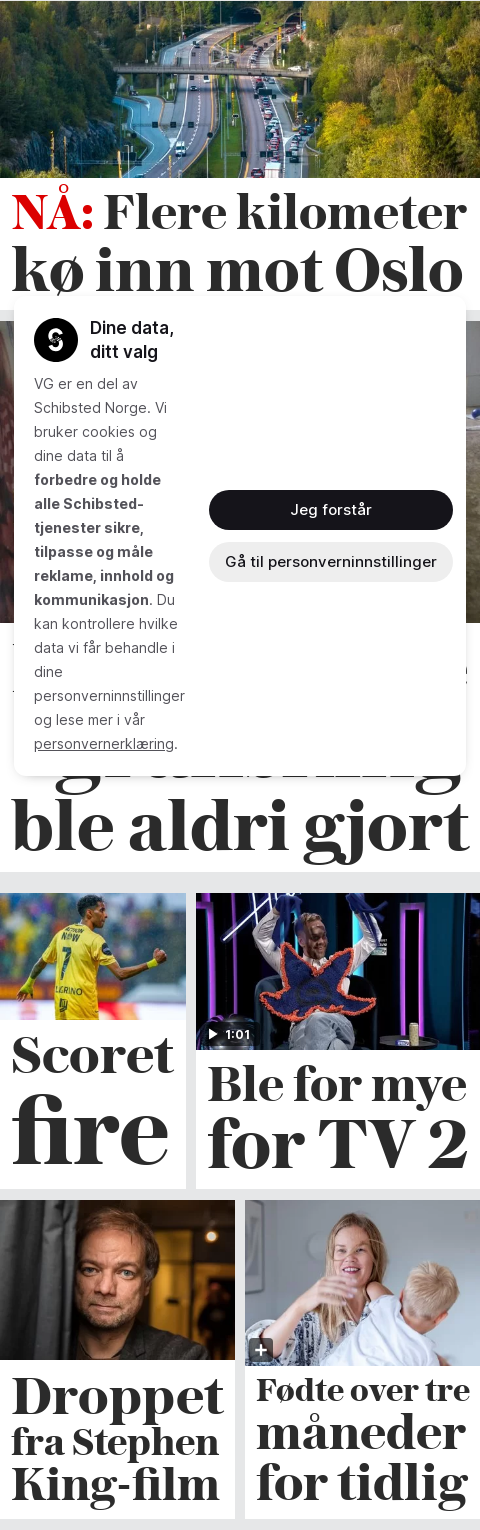 NÅ: Flere kilometer
kø inn mot Oslo
Dine data,
ditt valg
VG er en del av
Schibsted Norge. Vi
bruker cookies og
dine data til å
forbedre og holde
alle Schibsted-
tjenester sikre,
tilpasse og måle
reklame, innhold og
kommunikasjon. Du
kan kontrollere hvilke
data vi får behandle i
dine
personverninnstillinger
og lese mer i vår
personvernerklæring.
Jeg forstår
Gå til personverninnstillinger
ble aldri gjort
ACTION
NOW
7
1:01
Scoret
fire
Ble for mye
for TV 2
Droppet
fra Stephen
King-film
Fødte over tre
måneder
for tidlig